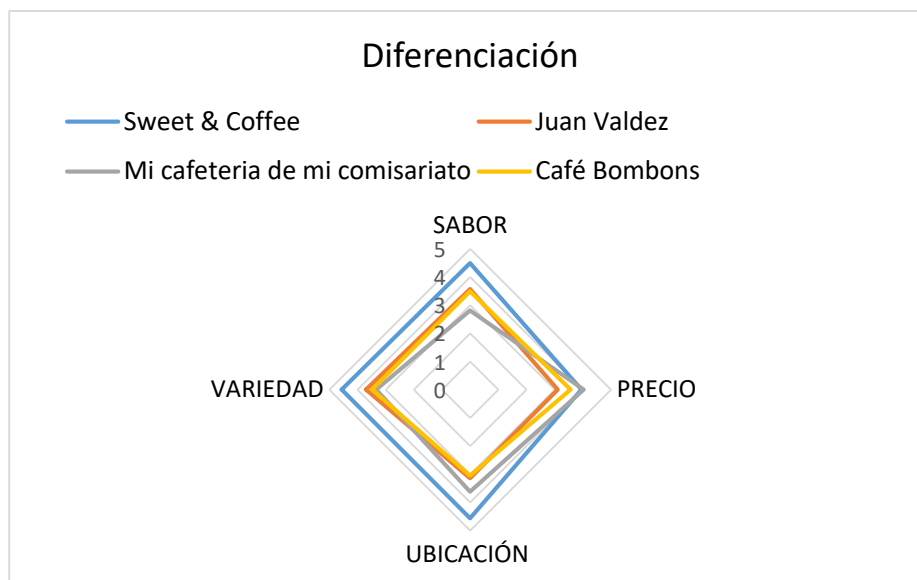 Diferenciación
Sweet & Coffee
Juan Valdez
Mi cafeteria de mi comisariato
Café Bombons
SABOR
5
4
3
2
1
0
VARIEDAD
PRECIO
UBICACIÓN